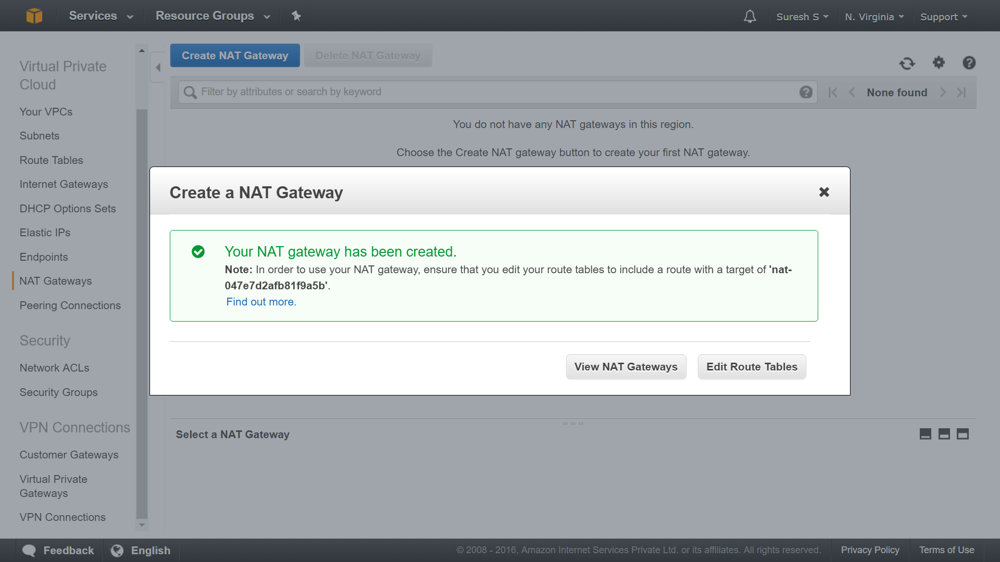 Services
Resource Groups
Suresh S
N. Virginia
Support
Virtual Private
Cloud
Your VPCs
Subnets
Route Tables
Internet Gateways
DHCP Options Sets
Elastic IPs
Endpoints
NAT Gateways
Peering Connections
Security
Network ACLs
Security Groups
VPN Connections
Customer Gateways
Virtual Private
Gateways
VPN Connections
Create NAT Gateway
Delete NAT Gateway
Filter by attributes or search by keyword
None found
You do not have any NAT gateways in this region.
Choose the Create NAT gateway button to create your first NAT gateway.
Create a NAT Gateway
Your NAT gateway has been created.
Note: In order to use your NAT gateway, ensure that you edit your route tables to include a route with a target of 'nat-
047e7d2afb81f9a5b'.
Find out more.
View NAT Gateways
Edit Route Tables
Select a NAT Gateway
Feedback
English
© 2008 - 2016, Amazon Internet Services Private Ltd. or its affiliates. All rights reserved.
Privacy Policy
Terms of Use